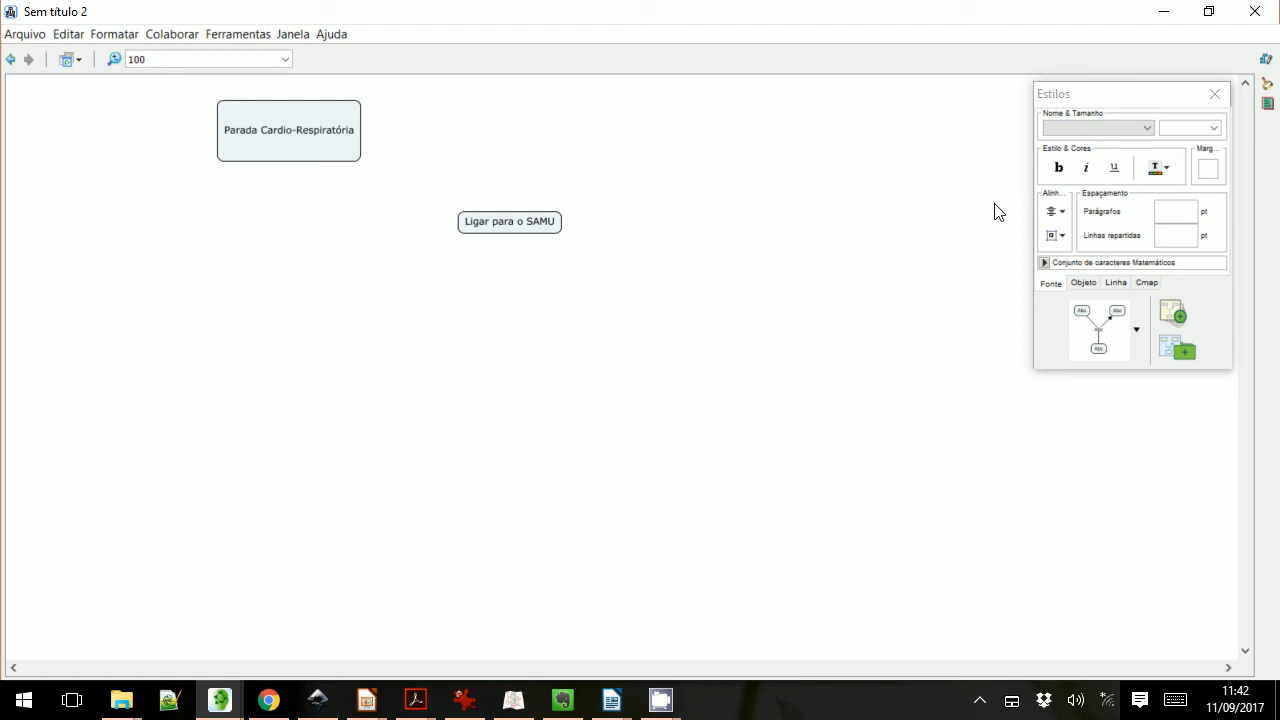 Sem título 2
Arquivo Editar Formatar Colaborar Ferramentas Janela Ajuda
100
Parada Cardio-Respiratória
Ligar para o SAMU
Estilos
Nome & Tamanho
Estilo & Cores Marg...
b i u T
Alinh... Espaçamento
Parágrafos pt
Linhas repartidas pt
Conjunto de caracteres Matemáticos
Fonte Objeto Linha Cmap
Abc Abc
Abc
Abc
11:42
11/09/2017